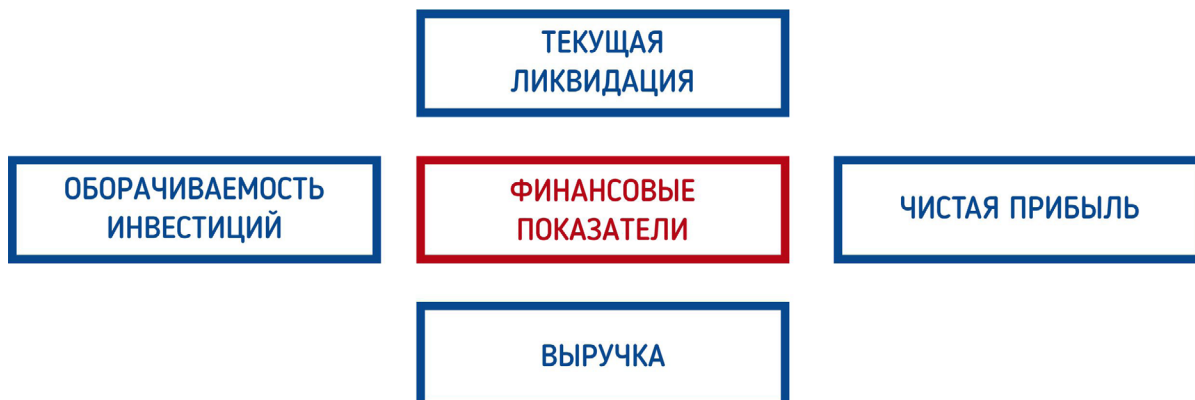 ТЕКУЩАЯ
ЛИКВИДАЦИЯ
ОБОРАЧИВАЕМОСТЬ
ИНВЕСТИЦИЙ
ФИНАНСОВЫЕ
ПОКАЗАТЕЛИ
ЧИСТАЯ ПРИБЫЛЬ
ВЫРУЧКА